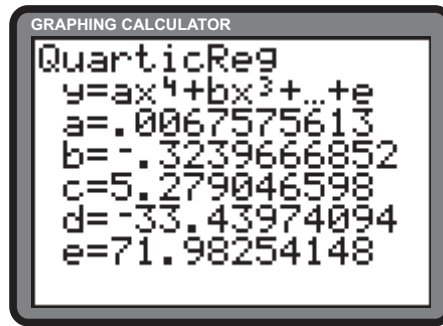 GRAPHING CALCULATOR
QuarticReg
y=ax⁴+bx³+…+e
a=.0067575613
b=-.3239666852
c=5.279046598
d=-33.43974094
e=71.98254148